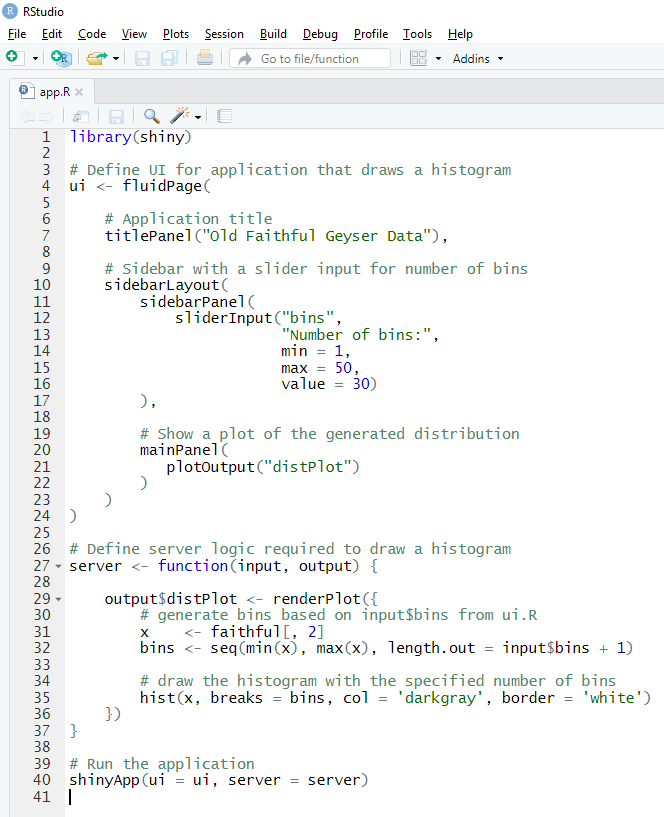 RStudio
File Edit Code View Plots Session Build Debug Profile Tools Help
Go to file/function Addins
app.R
1 library(shiny)
2
3 # Define UI for application that draws a histogram
4 ui <- fluidPage(
5
6     # Application title
7     titlePanel("Old Faithful Geyser Data"),
8
9     # Sidebar with a slider input for number of bins
10     sidebarLayout(
11         sidebarPanel(
12             sliderInput("bins",
13                         "Number of bins:",
14                         min = 1,
15                         max = 50,
16                         value = 30)
17         ),
18
19         # Show a plot of the generated distribution
20         mainPanel(
21            plotOutput("distPlot")
22         )
23     )
24 )
25
26 # Define server logic required to draw a histogram
27 server <- function(input, output) {
28
29     output$distPlot <- renderPlot({
30         # generate bins based on input$bins from ui.R
31         x    <- faithful[, 2]
32         bins <- seq(min(x), max(x), length.out = input$bins + 1)
33
34         # draw the histogram with the specified number of bins
35         hist(x, breaks = bins, col = 'darkgray', border = 'white')
36     })
37 }
38
39 # Run the application
40 shinyApp(ui = ui, server = server)
41